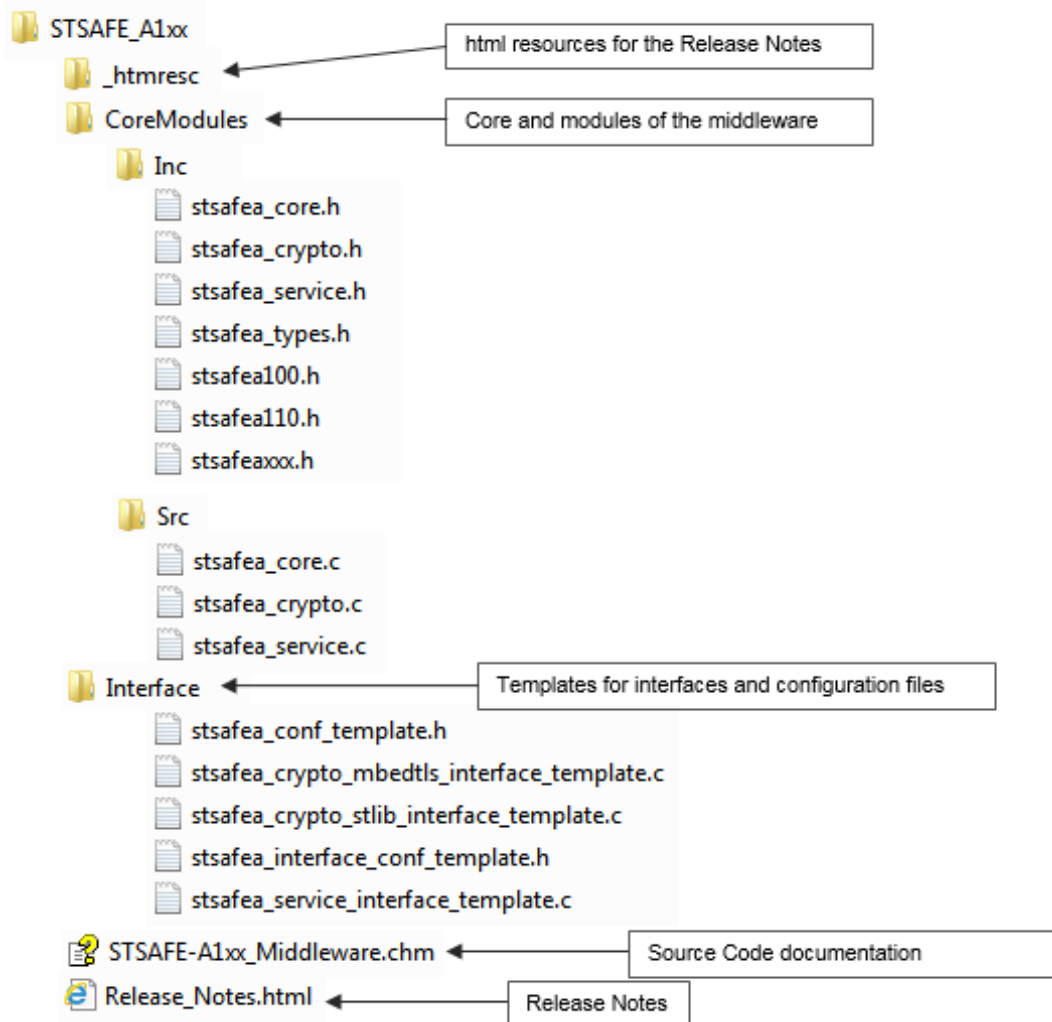 STSAFE_A1xx
html resources for the Release Notes
_htmresc
CoreModules
Core and modules of the middleware
Inc
stsafea_core.h
stsafea_crypto.h
stsafea_service.h
stsafea_types.h
stsafea100.h
stsafea110.h
stsafeaxxx.h
Src
stsafea_core.c
stsafea_crypto.c
stsafea_service.c
Interface
Templates for interfaces and configuration files
stsafea_conf_template.h
stsafea_crypto_mbedtls_interface_template.c
stsafea_crypto_stlib_interface_template.c
stsafea_interface_conf_template.h
stsafea_service_interface_template.c
STSAFE-A1xx_Middleware.chm
Source Code documentation
Release_Notes.html
Release Notes